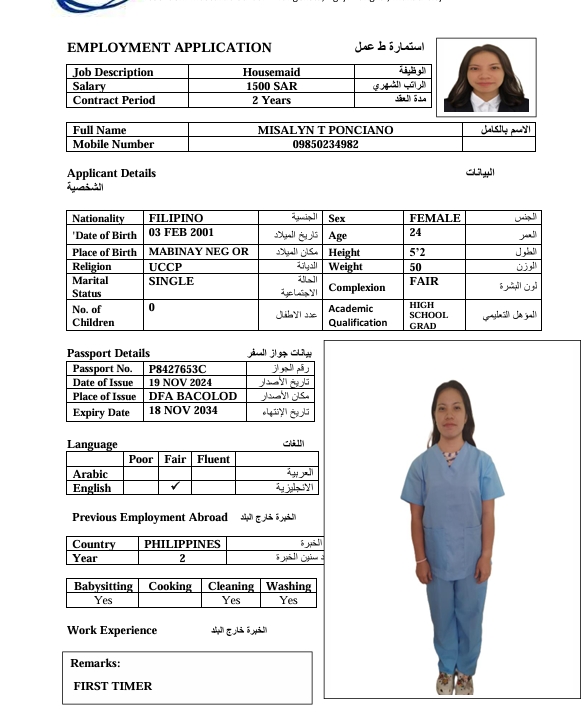 EMPLOYMENT APPLICATION استمارة ط عمل
Job Description Housemaid الوظيفة
Salary 1500 SAR الراتب الشهري
Contract Period 2 Years مدة العقد
Full Name MISALYN T PONCIANO الاسم بالكامل
Mobile Number 09850234982
Applicant Details البيانات
الشخصية
Nationality FILIPINO الجنسية Sex FEMALE الجنس
'Date of Birth 03 FEB 2001 تاريخ الميلاد Age 24 العمر
Place of Birth MABINAY NEG OR مكان الميلاد Height 5'2 الطول
Religion UCCP الديانة Weight 50 الوزن
Marital Status SINGLE الحالة الاجتماعية Complexion FAIR لون البشرة
No. of Children 0 عدد الاطفال Academic Qualification HIGH SCHOOL GRAD المؤهل التعليمي
Passport Details بيانات جواز السفر
Passport No. P8427653C رقم الجواز
Date of Issue 19 NOV 2024 تاريخ الأصدار
Place of Issue DFA BACOLOD مكان الأصدار
Expiry Date 18 NOV 2034 تاريخ الإنتهاء
Language اللغات
Poor Fair Fluent
Arabic العربية
English ✓ الانجليزية
Previous Employment Abroad الخبرة خارج البلد
Country PHILIPPINES الخبرة
Year 2 د سنين الخبرة
Babysitting Cooking Cleaning Washing
Yes Yes Yes
Work Experience الخبرة خارج البلد
Remarks:
FIRST TIMER